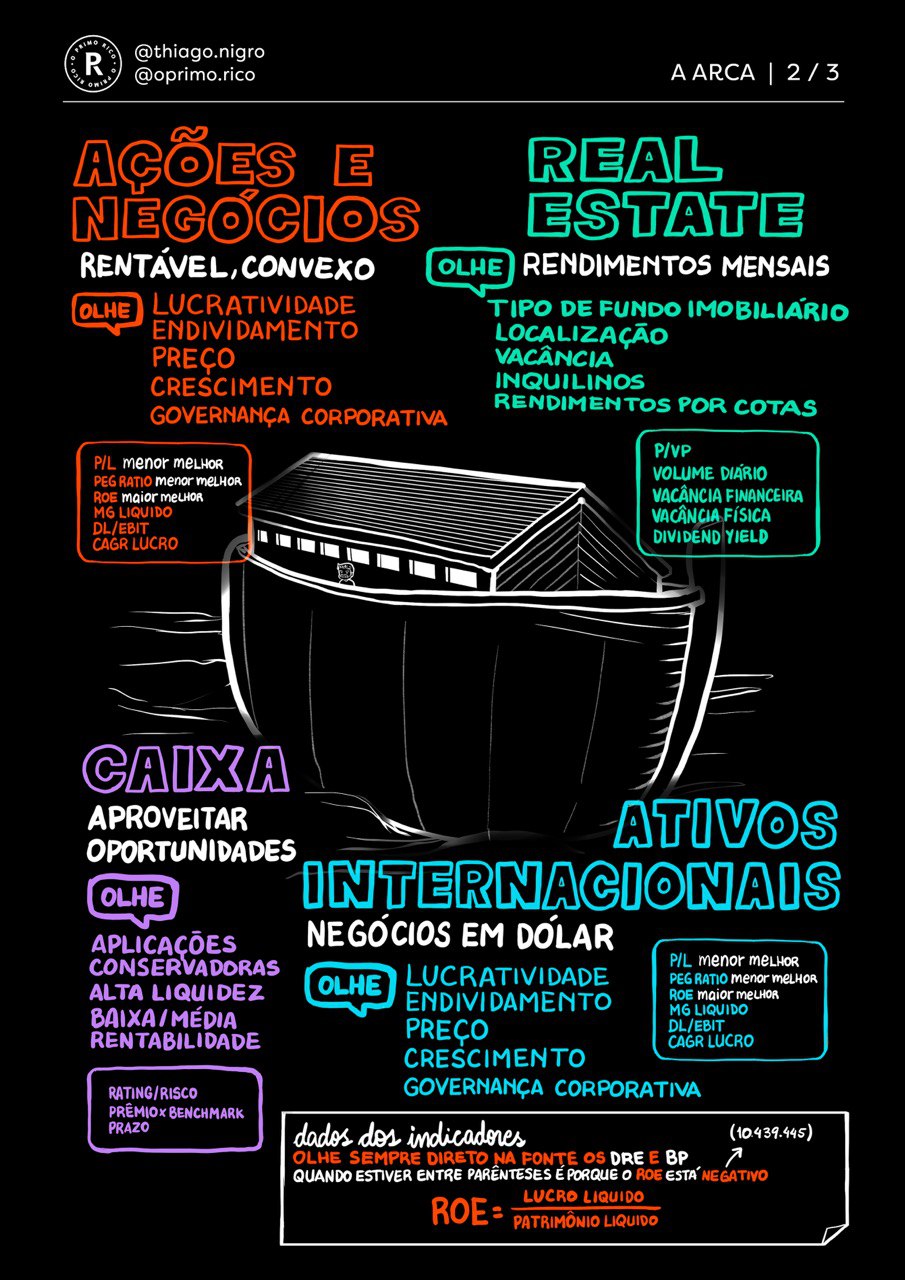 O PRIMO RICO • O PRIMO RICO •
R
@thiago.nigro
@oprimo.rico
A ARCA | 2 / 3
AÇÕES E
NEGÓCIOS
RENTÁVEL, CONVEXO
OLHE
LUCRATIVIDADE
ENDIVIDAMENTO
PREÇO
CRESCIMENTO
GOVERNANÇA CORPORATIVA
P/L menor melhor
PEG RATIO menor melhor
ROE maior melhor
MG LIQUIDO
DL/EBIT
CAGR LUCRO
REAL
ESTATE
OLHE
RENDIMENTOS MENSAIS
TIPO DE FUNDO IMOBILIÁRIO
LOCALIZAÇÃO
VACÂNCIA
INQUILINOS
RENDIMENTOS POR COTAS
P/VP
VOLUME DIÁRIO
VACÂNCIA FINANCEIRA
VACÂNCIA FÍSICA
DIVIDEND YIELD
CAIXA
APROVEITAR
OPORTUNIDADES
OLHE
APLICAÇÕES
CONSERVADORAS
ALTA LIQUIDEZ
BAIXA/MÉDIA
RENTABILIDADE
RATING/RISCO
PRÊMIO x BENCHMARK
PRAZO
ATIVOS
INTERNACIONAIS
NEGÓCIOS EM DÓLAR
OLHE
LUCRATIVIDADE
ENDIVIDAMENTO
PREÇO
CRESCIMENTO
GOVERNANÇA CORPORATIVA
P/L menor melhor
PEG RATIO menor melhor
ROE maior melhor
MG LIQUIDO
DL/EBIT
CAGR LUCRO
dados dos indicadores
(10.439.445)
OLHE SEMPRE DIRETO NA FONTE OS DRE E BP
QUANDO ESTIVER ENTRE PARÊNTESES É PORQUE O ROE ESTÁ NEGATIVO
ROE = LUCRO LIQUIDO
PATRIMÔNIO LIQUIDO